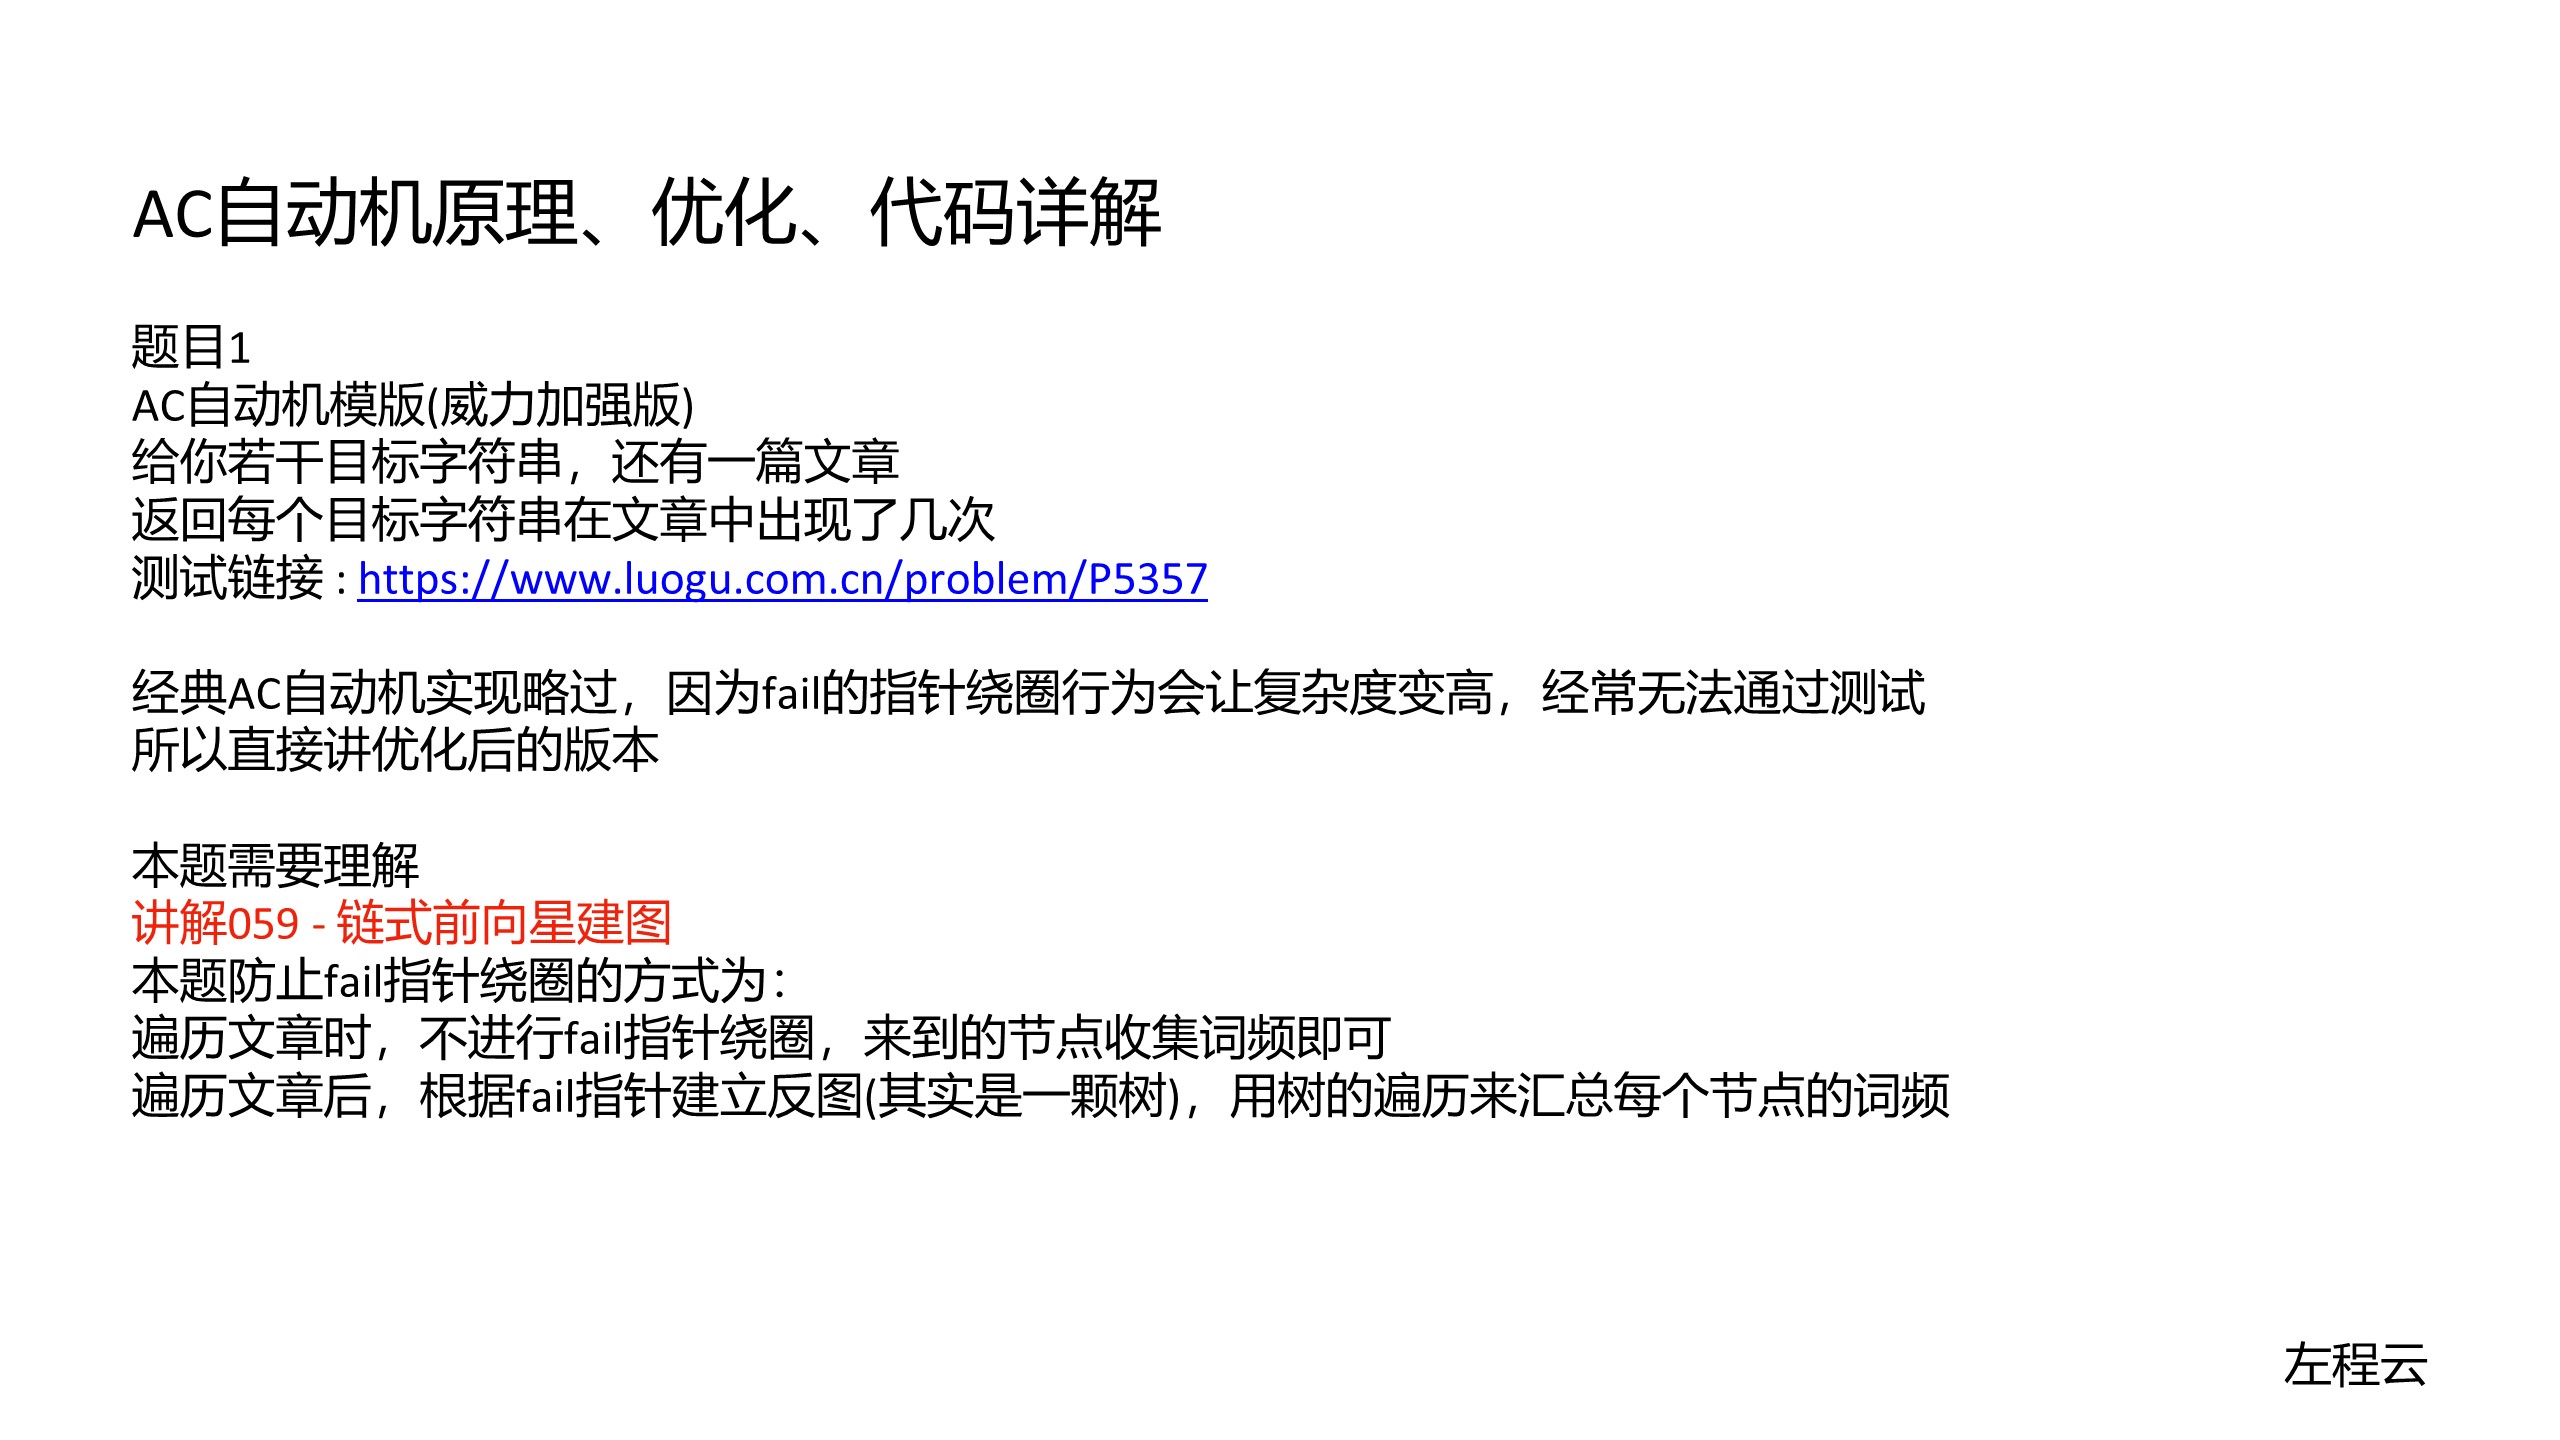 AC自动机原理、优化、代码详解
题目1
AC自动机模版(威力加强版)
给你若干目标字符串，还有一篇文章
返回每个目标字符串在文章中出现了几次
测试链接 : https://www.luogu.com.cn/problem/P5357
经典AC自动机实现略过，因为fail的指针绕圈行为会让复杂度变高，经常无法通过测试
所以直接讲优化后的版本
本题需要理解
讲解059 - 链式前向星建图
本题防止fail指针绕圈的方式为：
遍历文章时，不进行fail指针绕圈，来到的节点收集词频即可
遍历文章后，根据fail指针建立反图(其实是一颗树)，用树的遍历来汇总每个节点的词频
左程云